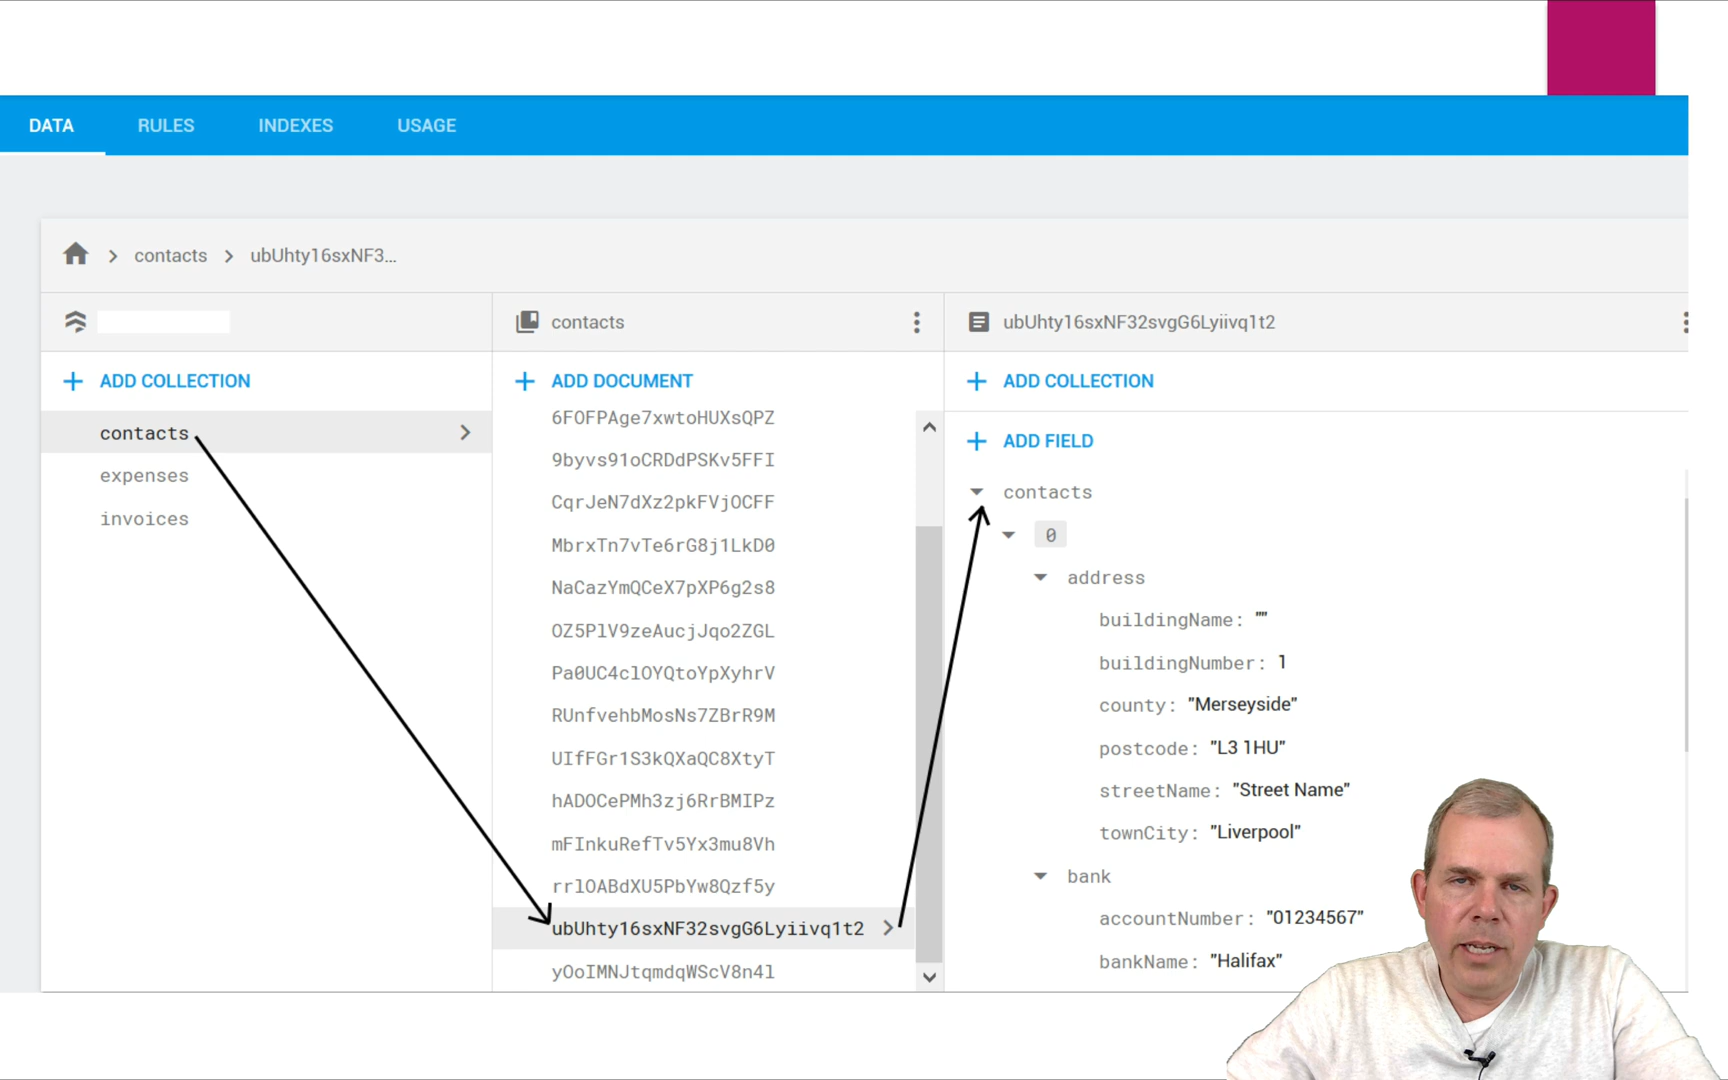 DATA RULES INDEXES USAGE
contacts ubUhty16sxNF3...
contacts
ubUhty16sxNF32svgG6Lyiivq1t2
ADD COLLECTION
contacts
expenses
invoices
ADD DOCUMENT
6FOFPAge7xwtoHUXsQPZ
9byvs91oCRDdPSKv5FFI
CqrJeN7dXz2pkFVjOCFF
MbrxTn7vTe6rG8j1LkD0
NaCazYmQCeX7pXP6g2s8
OZ5PlV9zeAucjJqo2ZGL
Pa0UC4clOYQtoYpXyhrV
RUnfvehbMosNs7ZBrR9M
UIfFGr1S3kQXaQC8XtyT
hADOCePMh3zj6RrBMIPz
mFInkuRefTv5Yx3mu8Vh
rrlOABdXU5PbYw8Qzf5y
ubUhty16sxNF32svgG6Lyiivq1t2
yOoIMNJtqmdqWScV8n4l
ADD COLLECTION
ADD FIELD
contacts
0
address
buildingName: ""
buildingNumber: 1
county: "Merseyside"
postcode: "L3 1HU"
streetName: "Street Name"
townCity: "Liverpool"
bank
accountNumber: "01234567"
bankName: "Halifax"